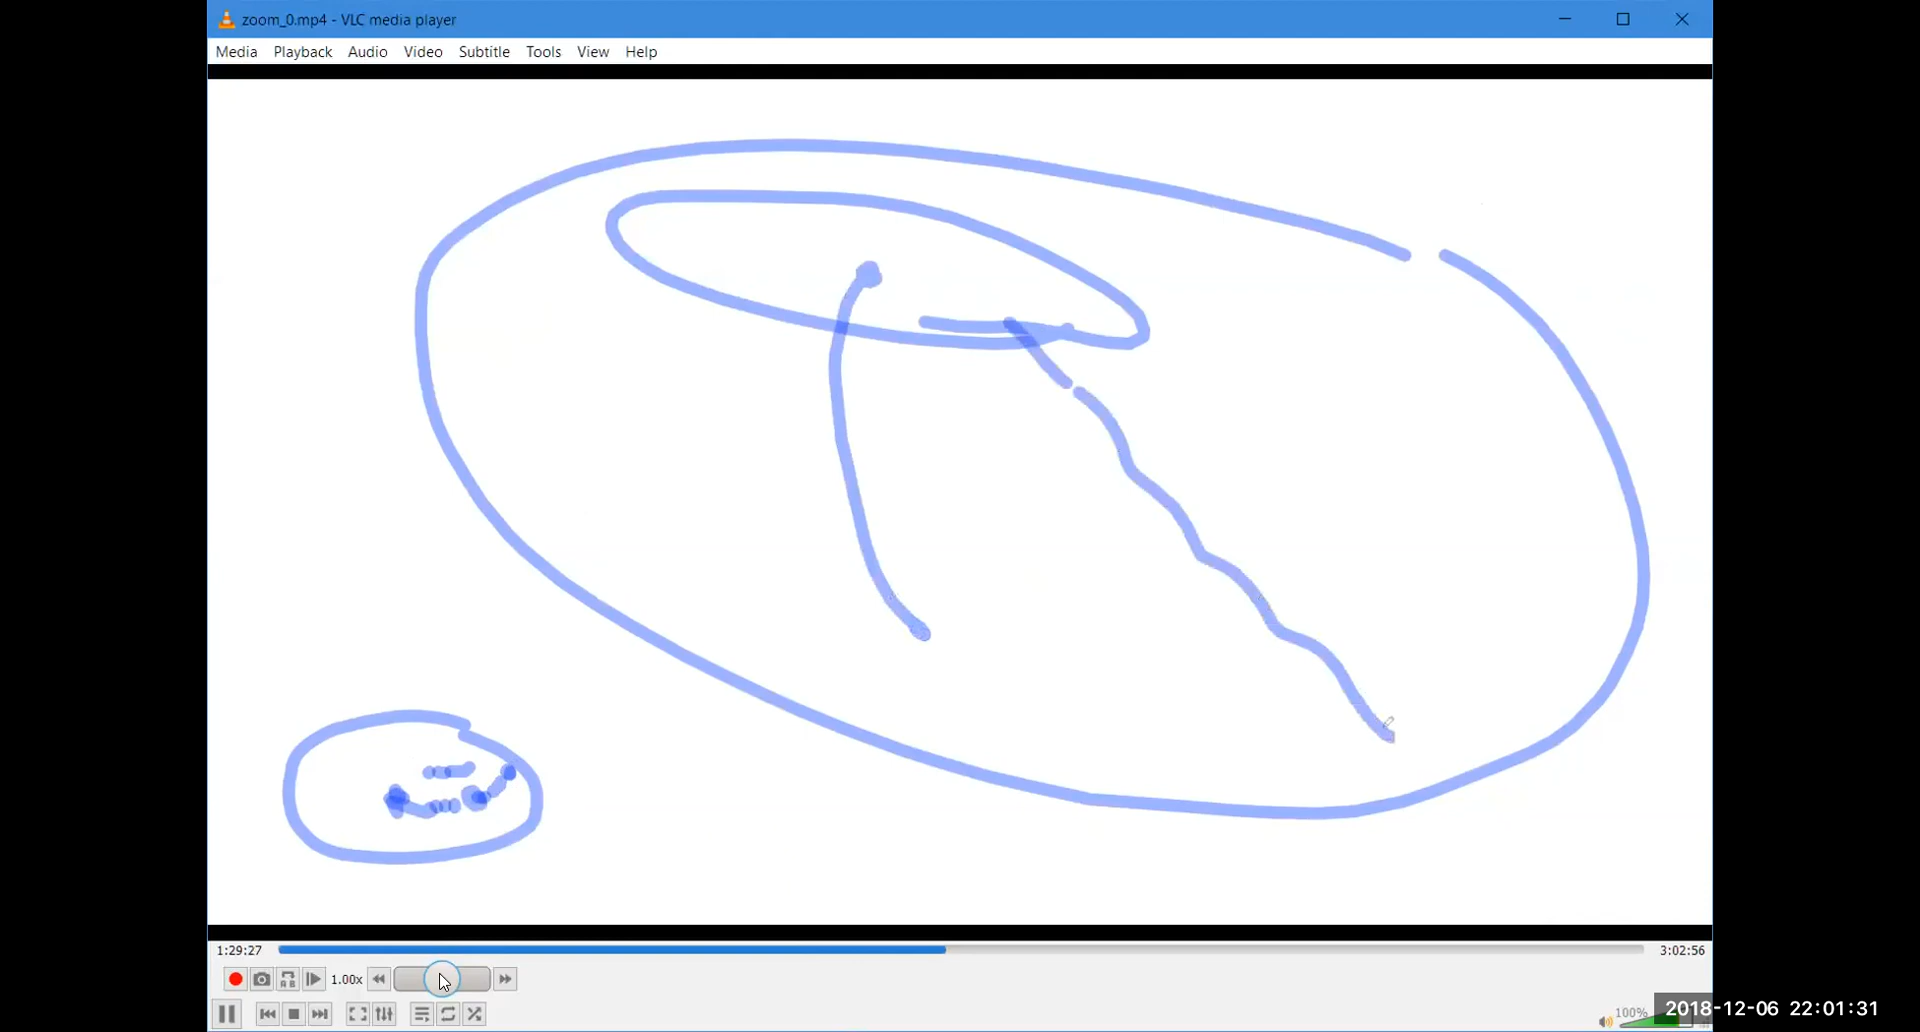 zoom_0.mp4 - VLC media player
Media Playback Audio Video Subtitle Tools View Help
1:29:27 3:02:56
1.00x
100%
2018-12-06 22:01:31